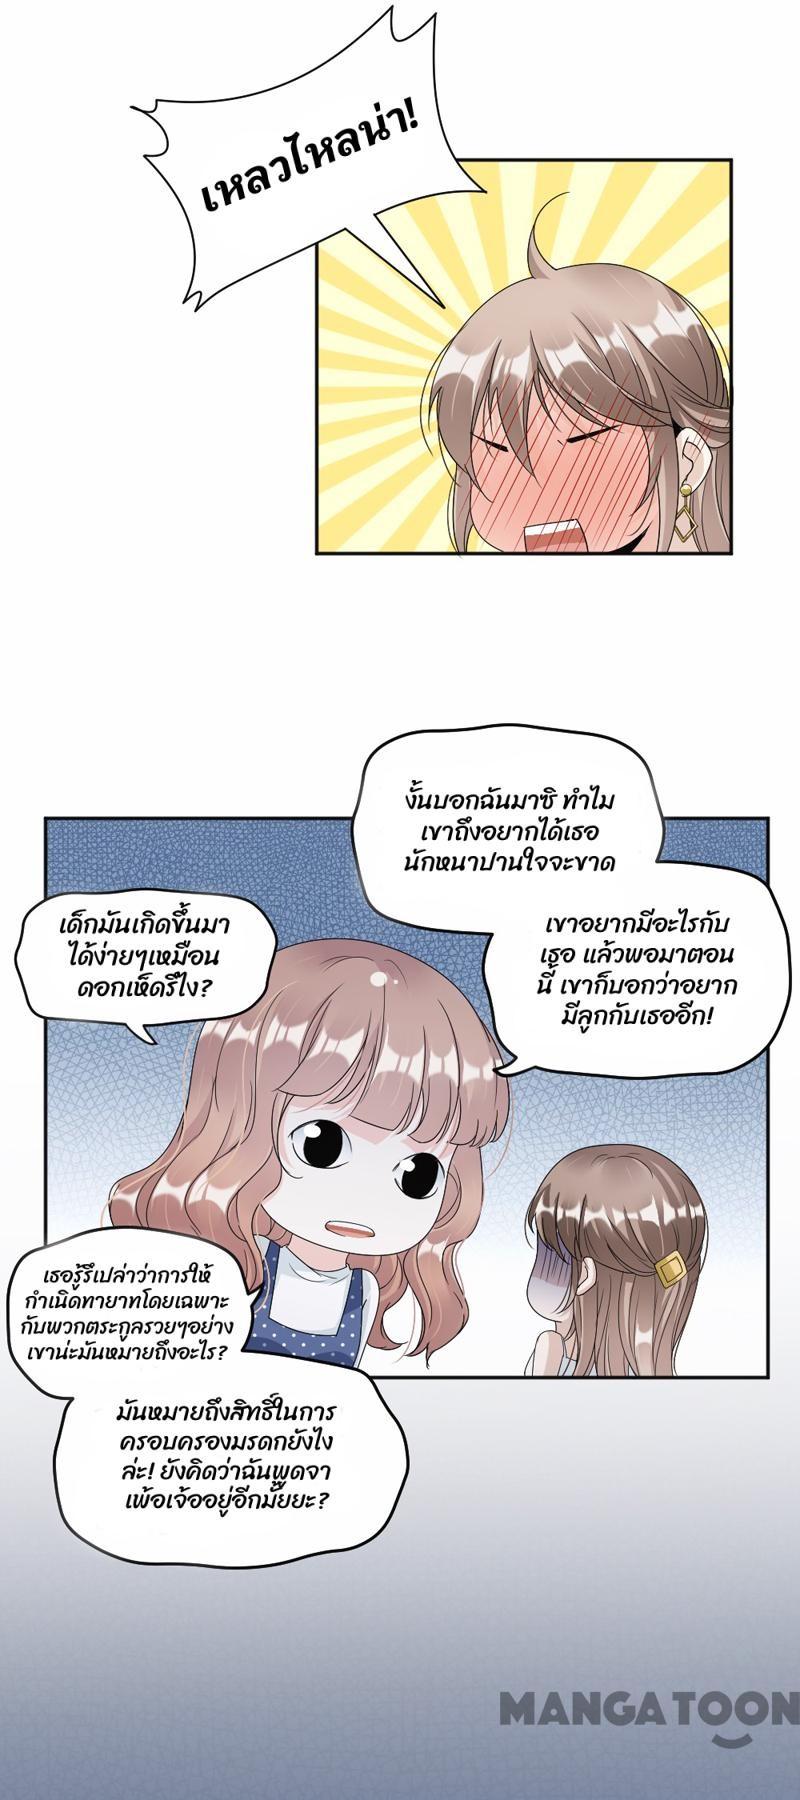 เหลวไหลน่า!
งั้นบอกฉันมาซิ ทำไม
เขาถึงอยากได้เธอ
นักหนาปานใจจะขาด
เขาอยากมีอะไรกับ
เธอ แล้วพอมาตอน
นี้ เขาก็บอกว่าอยาก
มีลูกกับเธออีก!
เด็กมันเกิดขึ้นมา
ได้ง่ายๆเหมือน
ดอกเห็ดรึไง?
เธอรู้รึเปล่าว่าการให้
กำเนิดทายาทโดยเฉพาะ
กับพวกตระกูลรวยๆอย่าง
เขาน่ะมันหมายถึงอะไร?
มันหมายถึงสิทธิ์ในการ
ครอบครองมรดกยังไง
ล่ะ! ยังคิดว่าฉันพูดจา
เพ้อเจ้ออยู่อีกมั้ยยะ?
MANGATOON